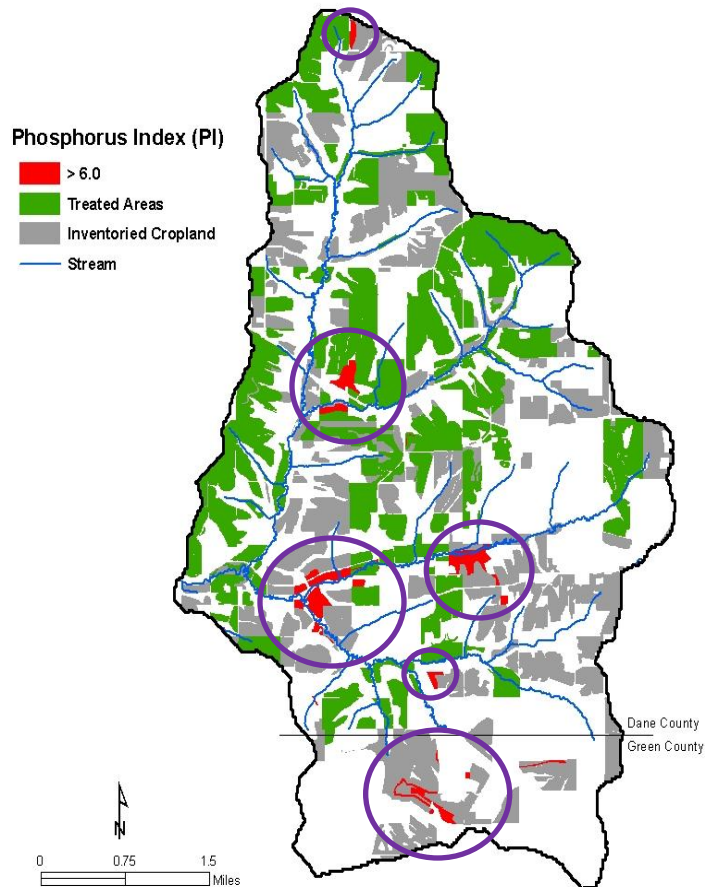 Phosphorus Index (PI)
> 6.0
Treated Areas
Inventoried Cropland
Stream
Dane County
Green County
N
0 0.75 1.5
Miles